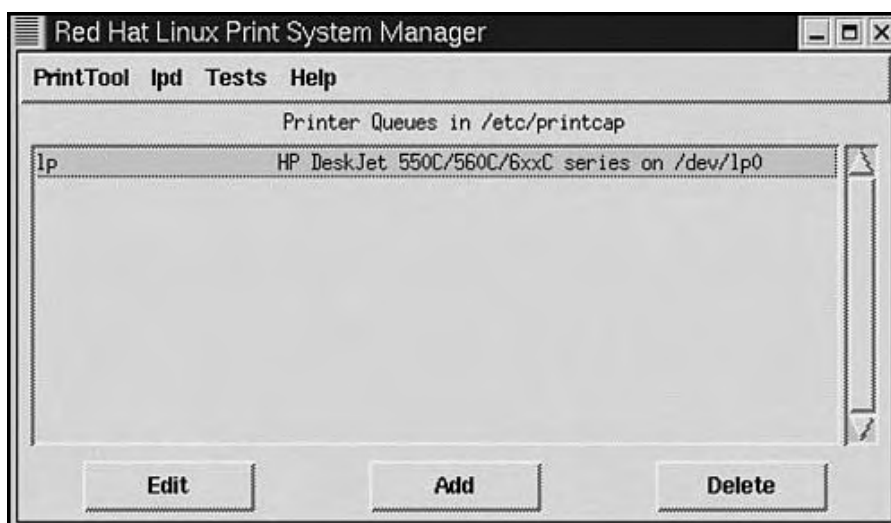 Red Hat Linux Print System Manager
PrintTool lpd Tests Help
Printer Queues in /etc/printcap
lp HP DeskJet 550C/560C/6xxC series on /dev/lp0
Edit Add Delete